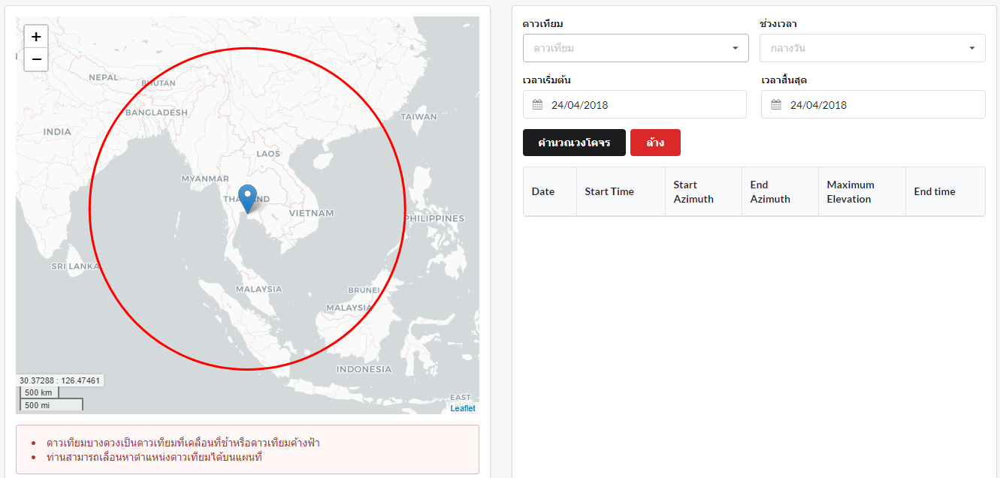 +
−
NEPAL
BHUTAN
BANGLADESH
INDIA
TAIWAN
LAOS
MYANMAR
THAILAND
VIETNAM
PHILIPPINES
SRI LANKA
MALAYSIA
BRUNEI
MALAYSIA
INDONESIA
30.37288 : 126.47461
500 km
500 mi
EAST
Leaflet
ดาวเทียมบางดวงเป็นดาวเทียมที่เคลื่อนที่ช้าหรือดาวเทียมค้างฟ้า
ท่านสามารถเลื่อนหาตำแหน่งดาวเทียมได้บนแผนที่
ดาวเทียม
ช่วงเวลา
ดาวเทียม
กลางวัน
เวลาเริ่มต้น
เวลาสิ้นสุด
24/04/2018
24/04/2018
คำนวณวงโคจร
ล้าง
Date
Start Time
Start Azimuth
End Azimuth
Maximum Elevation
End time